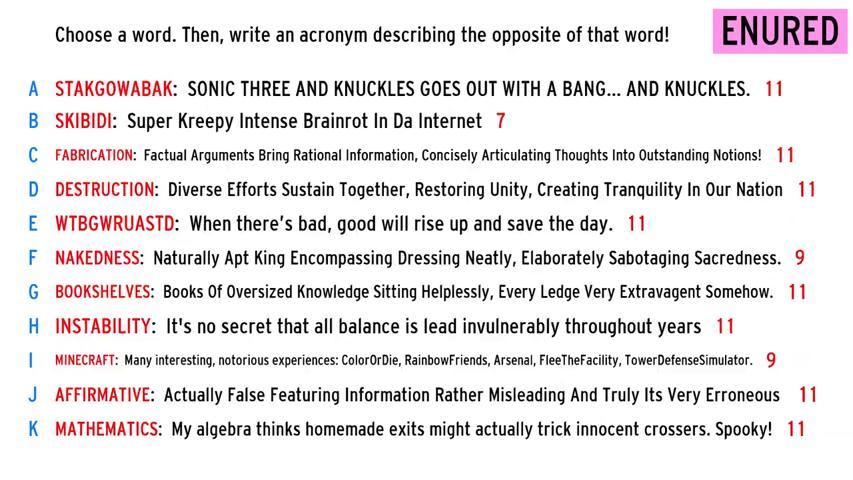 Choose a word. Then, write an acronym describing the opposite of that word!
ENURED
A STAKGOWABAK: SONIC THREE AND KNUCKLES GOES OUT WITH A BANG... AND KNUCKLES. 11
B SKIBIDI: Super Kreepy Intense Brainrot In Da Internet 7
C FABRICATION: Factual Arguments Bring Rational Information, Concisely Articulating Thoughts Into Outstanding Notions! 11
D DESTRUCTION: Diverse Efforts Sustain Together, Restoring Unity, Creating Tranquility In Our Nation 11
E WTBGWRUASTD: When there's bad, good will rise up and save the day. 11
F NAKEDNESS: Naturally Apt King Encompassing Dressing Neatly, Elaborately Sabotaging Sacredness. 9
G BOOKSHELVES: Books Of Oversized Knowledge Sitting Helplessly, Every Ledge Very Extravagent Somehow. 11
H INSTABILITY: It's no secret that all balance is lead invulnerably throughout years 11
I MINECRAFT: Many interesting, notorious experiences: ColorOrDie, RainbowFriends, Arsenal, FleeTheFacility, TowerDefenseSimulator. 9
J AFFIRMATIVE: Actually False Featuring Information Rather Misleading And Truly Its Very Erroneous 11
K MATHEMATICS: My algebra thinks homemade exits might actually trick innocent crossers. Spooky! 11